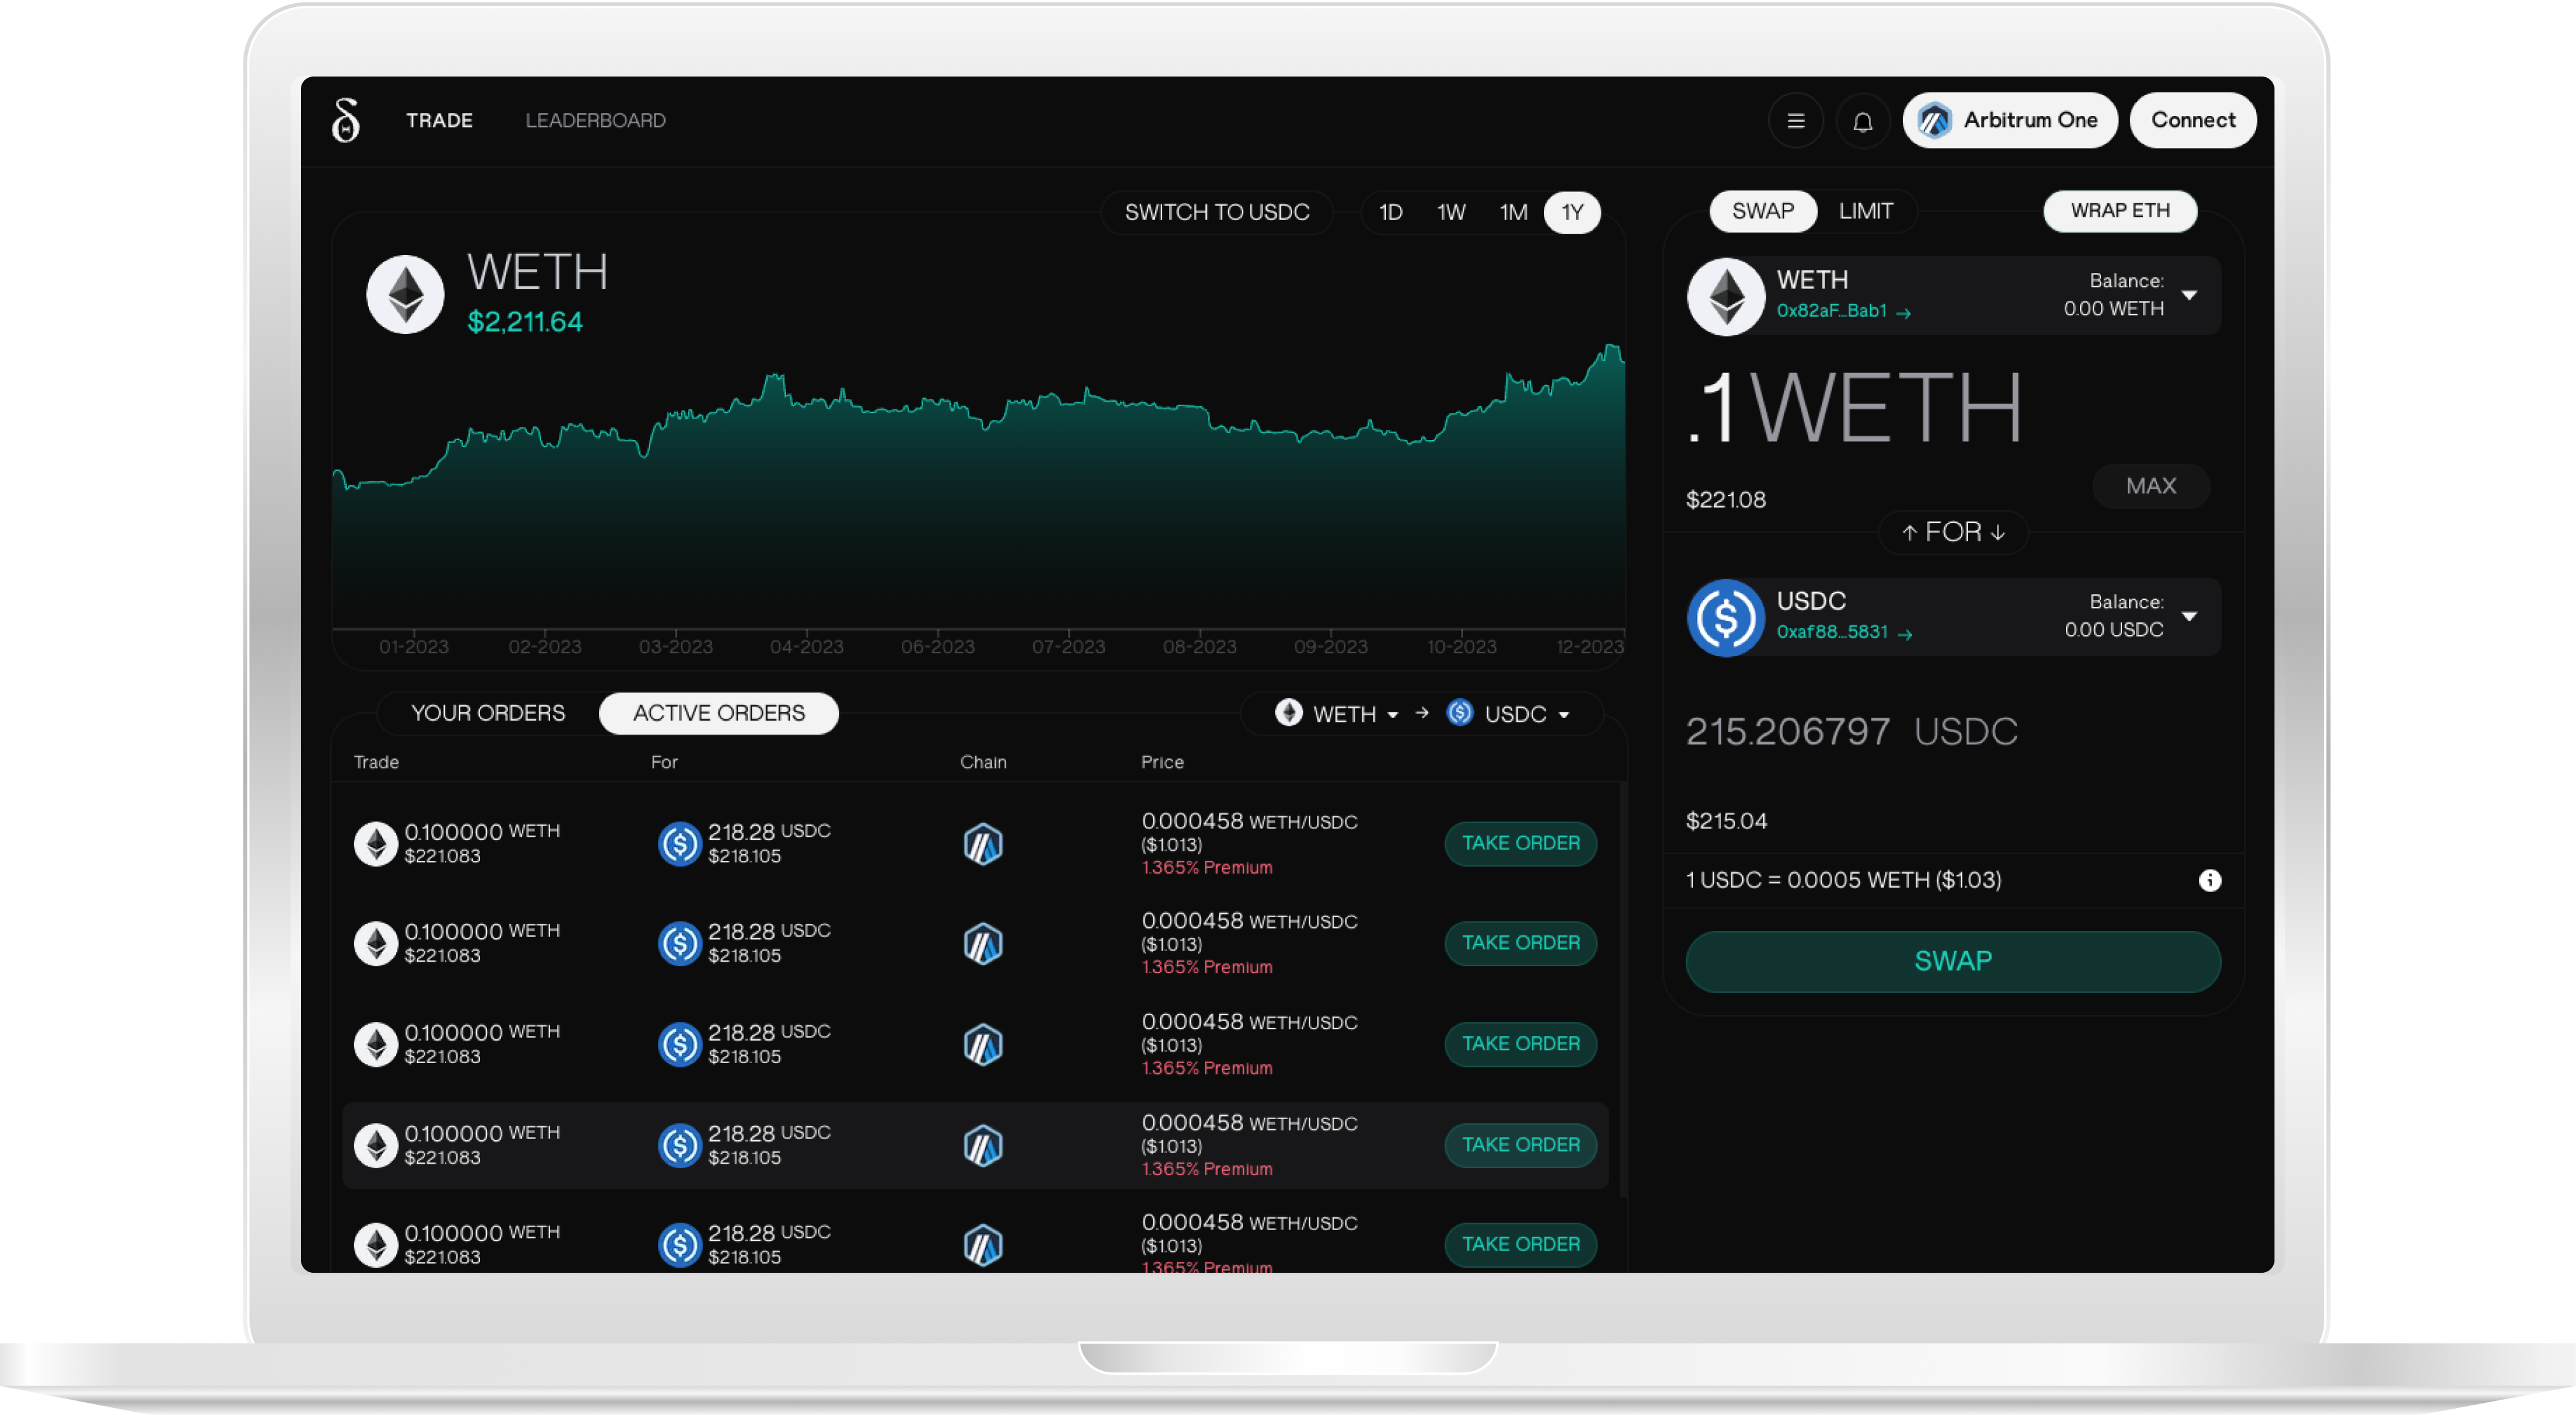 TRADE LEADERBOARD Arbitrum One Connect
SWITCH TO USDC 1D 1W 1M 1Y
WETH
$2,211.64
01-2023 02-2023 03-2023 04-2023 06-2023 07-2023 08-2023 09-2023 10-2023 12-2023
YOUR ORDERS ACTIVE ORDERS WETH → USDC
Trade For Chain Price
0.100000 WETH 218.28 USDC 0.000458 WETH/USDC
$221.083 $218.105 ($1.013)
1.365% Premium
TAKE ORDER
0.100000 WETH 218.28 USDC 0.000458 WETH/USDC
$221.083 $218.105 ($1.013)
1.365% Premium
TAKE ORDER
0.100000 WETH 218.28 USDC 0.000458 WETH/USDC
$221.083 $218.105 ($1.013)
1.365% Premium
TAKE ORDER
0.100000 WETH 218.28 USDC 0.000458 WETH/USDC
$221.083 $218.105 ($1.013)
1.365% Premium
TAKE ORDER
0.100000 WETH 218.28 USDC 0.000458 WETH/USDC
$221.083 $218.105 ($1.013)
1.365% Premium
TAKE ORDER
SWAP LIMIT WRAP ETH
WETH Balance:
0x82aF...Bab1 → 0.00 WETH
.1 WETH
MAX
$221.08
↑ FOR ↓
USDC Balance:
0xaf88...5831 → 0.00 USDC
215.206797 USDC
$215.04
1 USDC = 0.0005 WETH ($1.03)
SWAP